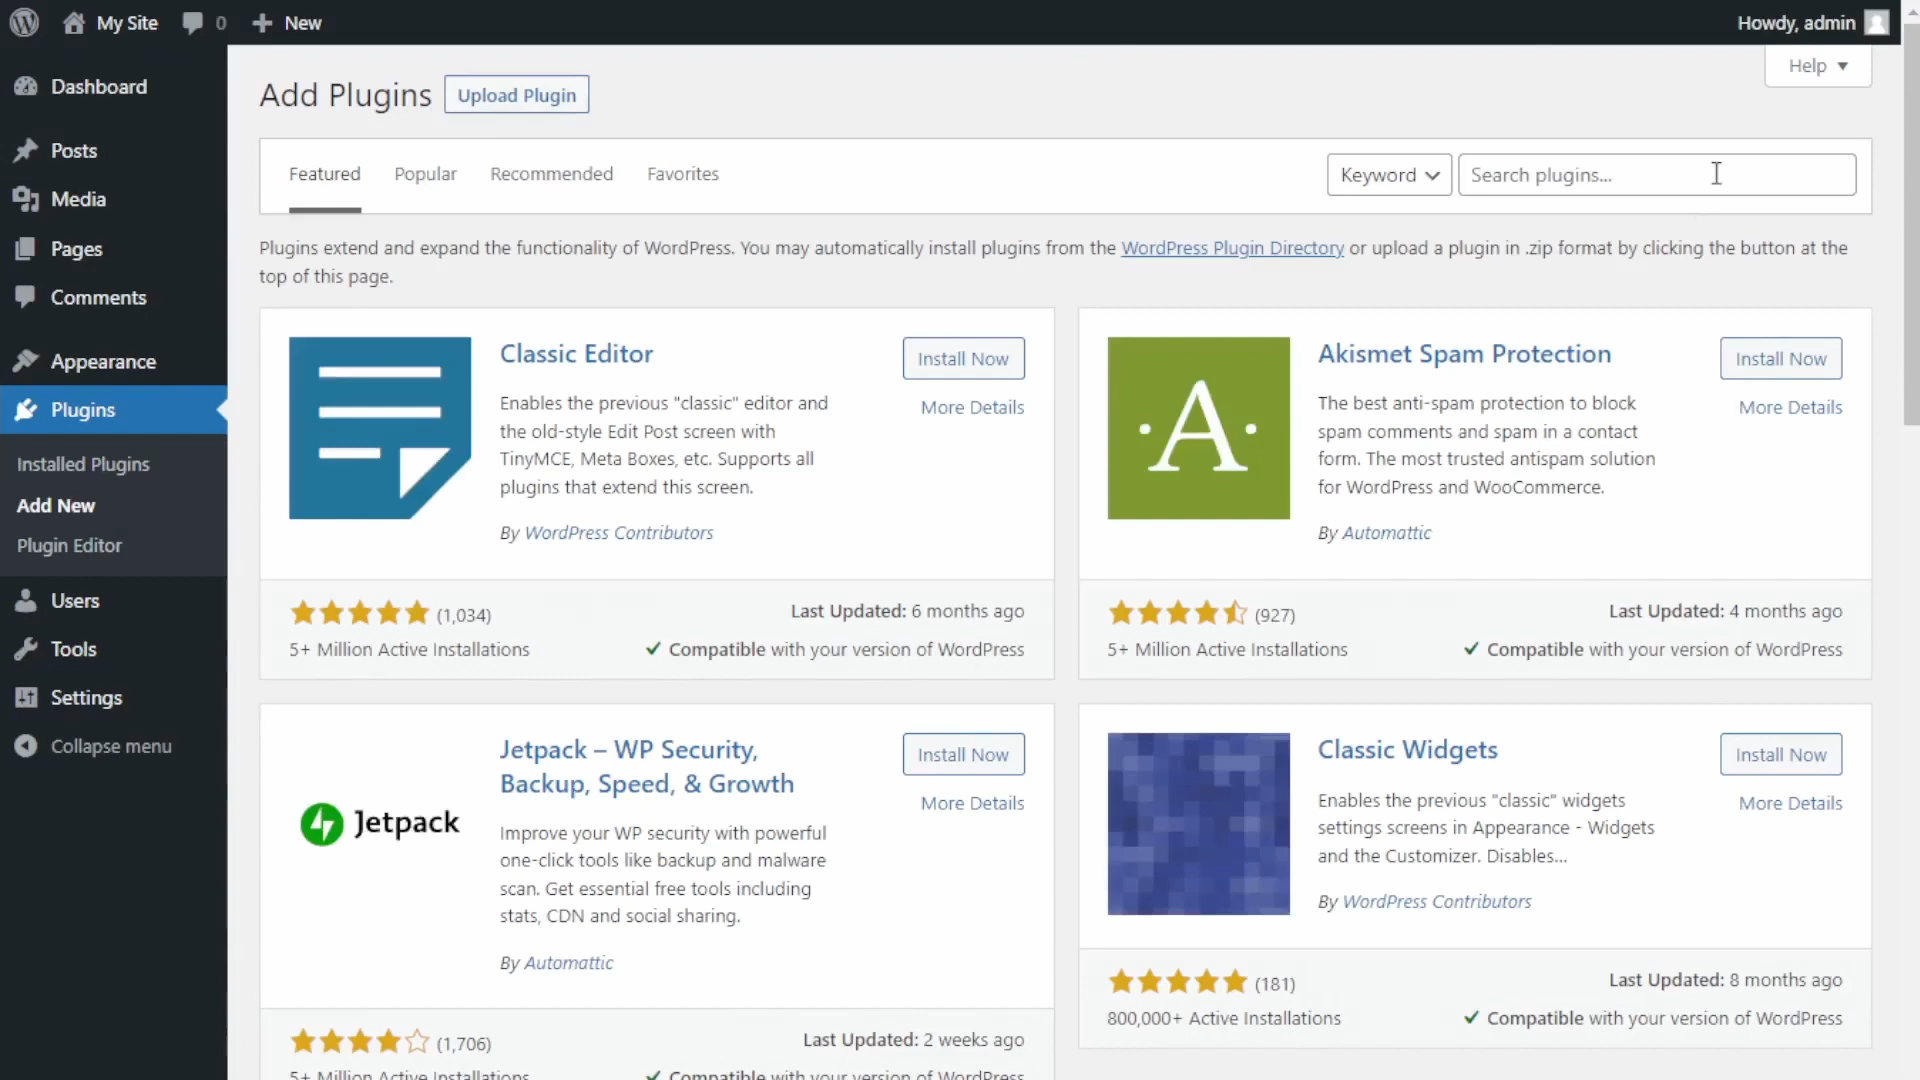 My Site
0
New
Howdy, admin
Help
Dashboard
Posts
Media
Pages
Comments
Appearance
Plugins
Installed Plugins
Add New
Plugin Editor
Users
Tools
Settings
Collapse menu
Add Plugins
Upload Plugin
Featured
Popular
Recommended
Favorites
Keyword
Search plugins...
Plugins extend and expand the functionality of WordPress. You may automatically install plugins from the WordPress Plugin Directory or upload a plugin in .zip format by clicking the button at the
top of this page.
Classic Editor
Install Now
More Details
Enables the previous "classic" editor and
the old-style Edit Post screen with
TinyMCE, Meta Boxes, etc. Supports all
plugins that extend this screen.
By WordPress Contributors
(1,034)
Last Updated: 6 months ago
5+ Million Active Installations
Compatible with your version of WordPress
A
Akismet Spam Protection
Install Now
More Details
The best anti-spam protection to block
spam comments and spam in a contact
form. The most trusted antispam solution
for WordPress and WooCommerce.
By Automattic
(927)
Last Updated: 4 months ago
5+ Million Active Installations
Compatible with your version of WordPress
Jetpack
Jetpack – WP Security,
Backup, Speed, & Growth
Install Now
More Details
Improve your WP security with powerful
one-click tools like backup and malware
scan. Get essential free tools including
stats, CDN and social sharing.
By Automattic
(1,706)
Last Updated: 2 weeks ago
5+ Million Active Installations
Compatible with your version of WordPress
Classic Widgets
Install Now
More Details
Enables the previous "classic" widgets
settings screens in Appearance - Widgets
and the Customizer. Disables...
By WordPress Contributors
(181)
Last Updated: 8 months ago
800,000+ Active Installations
Compatible with your version of WordPress